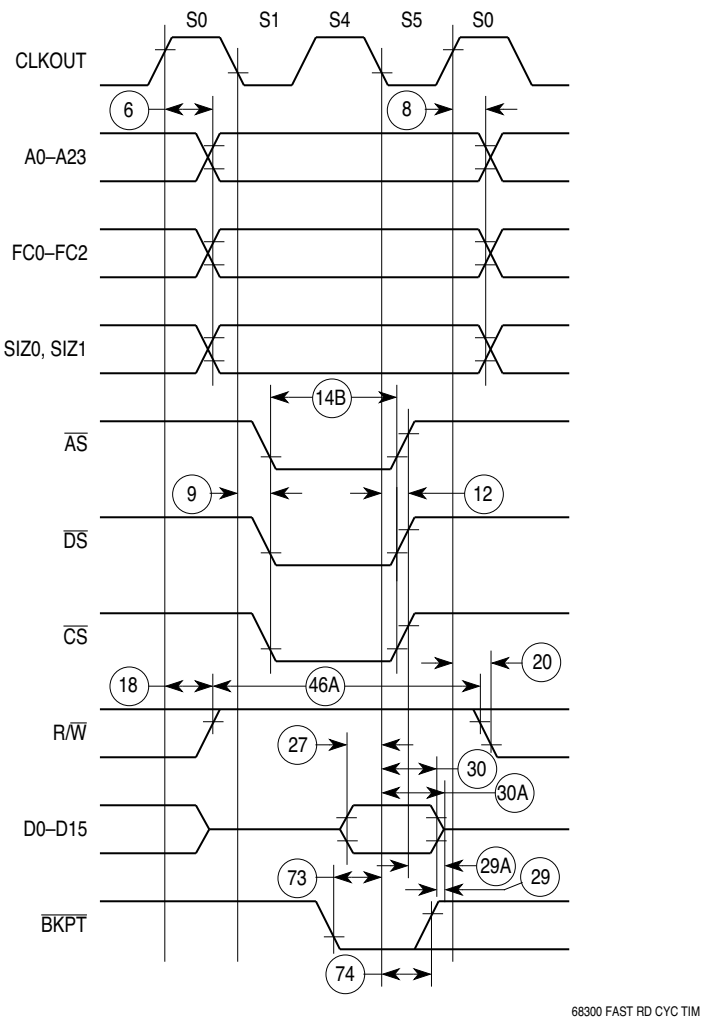 S0 S1 S4 S5 S0
CLKOUT
6 8
A0–A23
FC0–FC2
SIZ0, SIZ1
14B
AS
9 12
DS
CS
20
18 46A
R/W
27
30
30A
D0–D15
29A
73 29
BKPT
74
68300 FAST RD CYC TIM